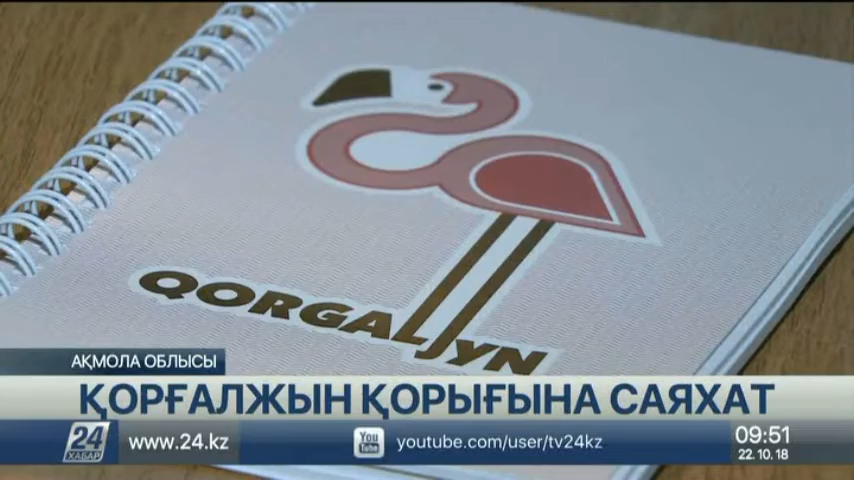 QORGALJYN
АҚМОЛА ОБЛЫСЫ
ҚОРҒАЛЖЫН ҚОРЫҒЫНА САЯХАТ
24 ХАБАР
www.24.kz
You Tube
youtube.com/user/tv24kz
09:51
22.10.18